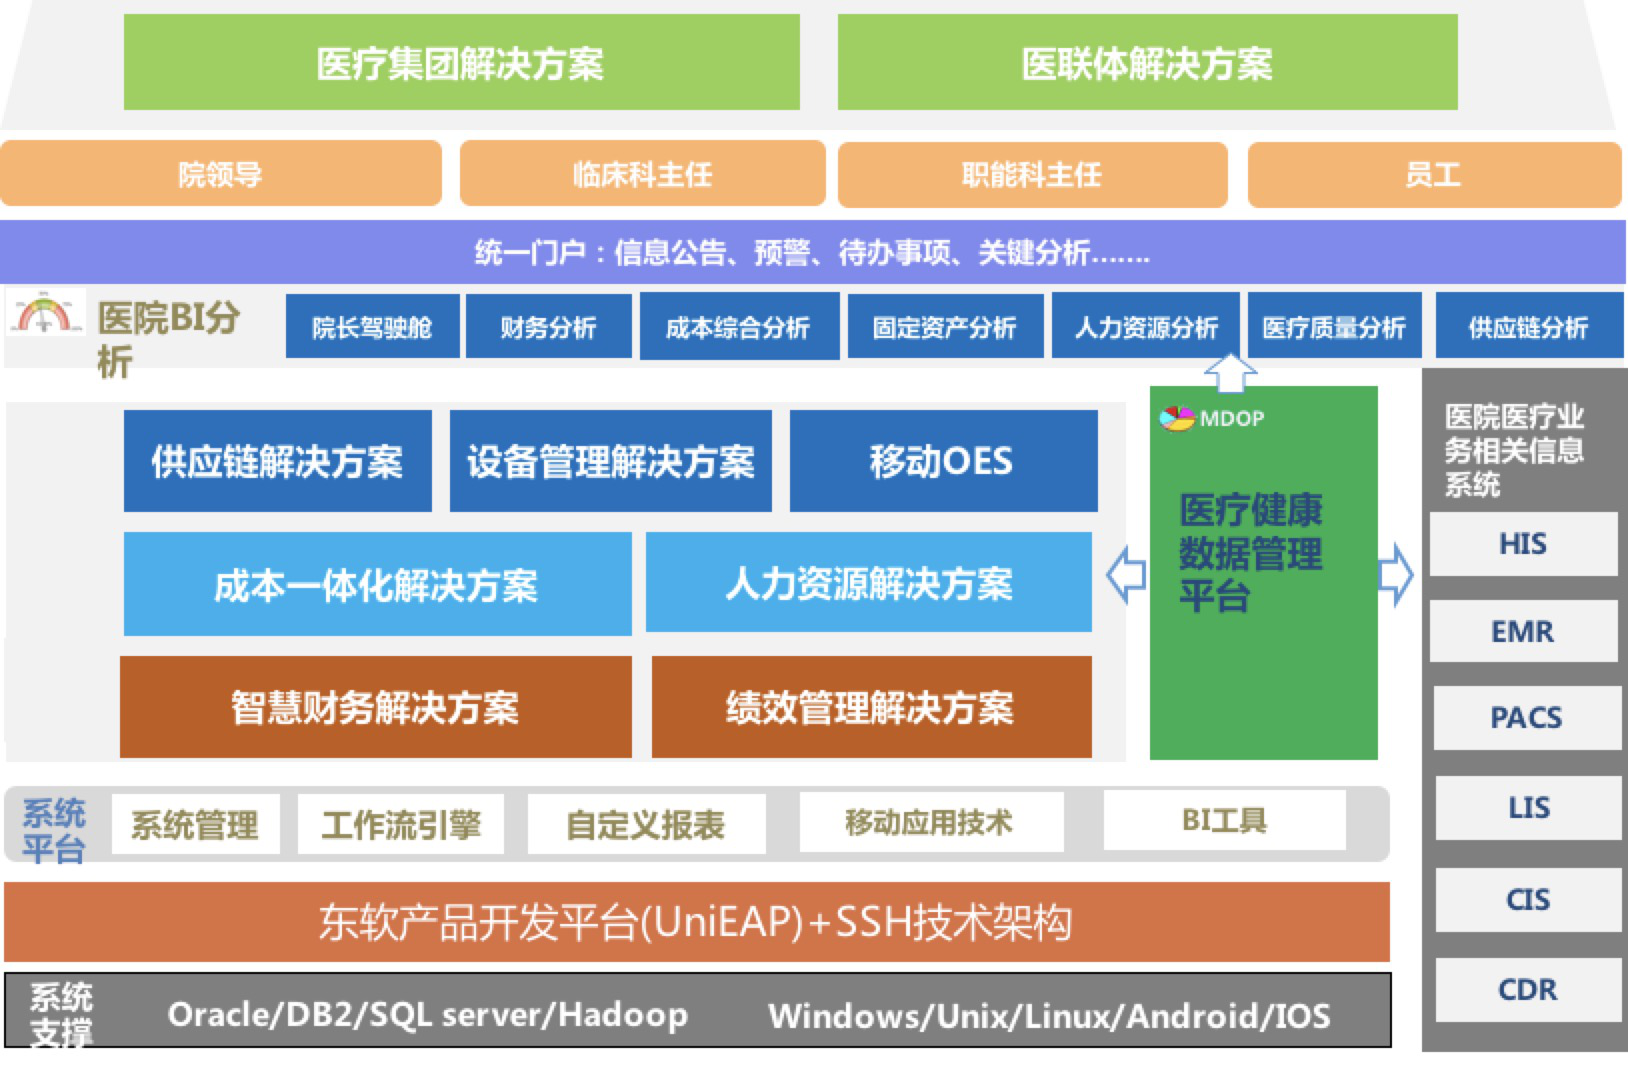 医疗集团解决方案
医联体解决方案
院领导
临床科主任
职能科主任
员工
统一门户：信息公告、预警、待办事项、关键分析.......
医院BI分
析
院长驾驶舱
财务分析
成本综合分析
固定资产分析
人力资源分析
医疗质量分析
供应链分析
供应链解决方案
设备管理解决方案
移动OES
成本一体化解决方案
人力资源解决方案
智慧财务解决方案
绩效管理解决方案
MDOP
医疗健康
数据管理
平台
医院医疗业
务相关信息
系统
HIS
EMR
PACS
LIS
CIS
CDR
系统
平台
系统管理
工作流引擎
自定义报表
移动应用技术
BI工具
东软产品开发平台(UniEAP)+SSH技术架构
系统
支撑
Oracle/DB2/SQL server/Hadoop
Windows/Unix/Linux/Android/IOS